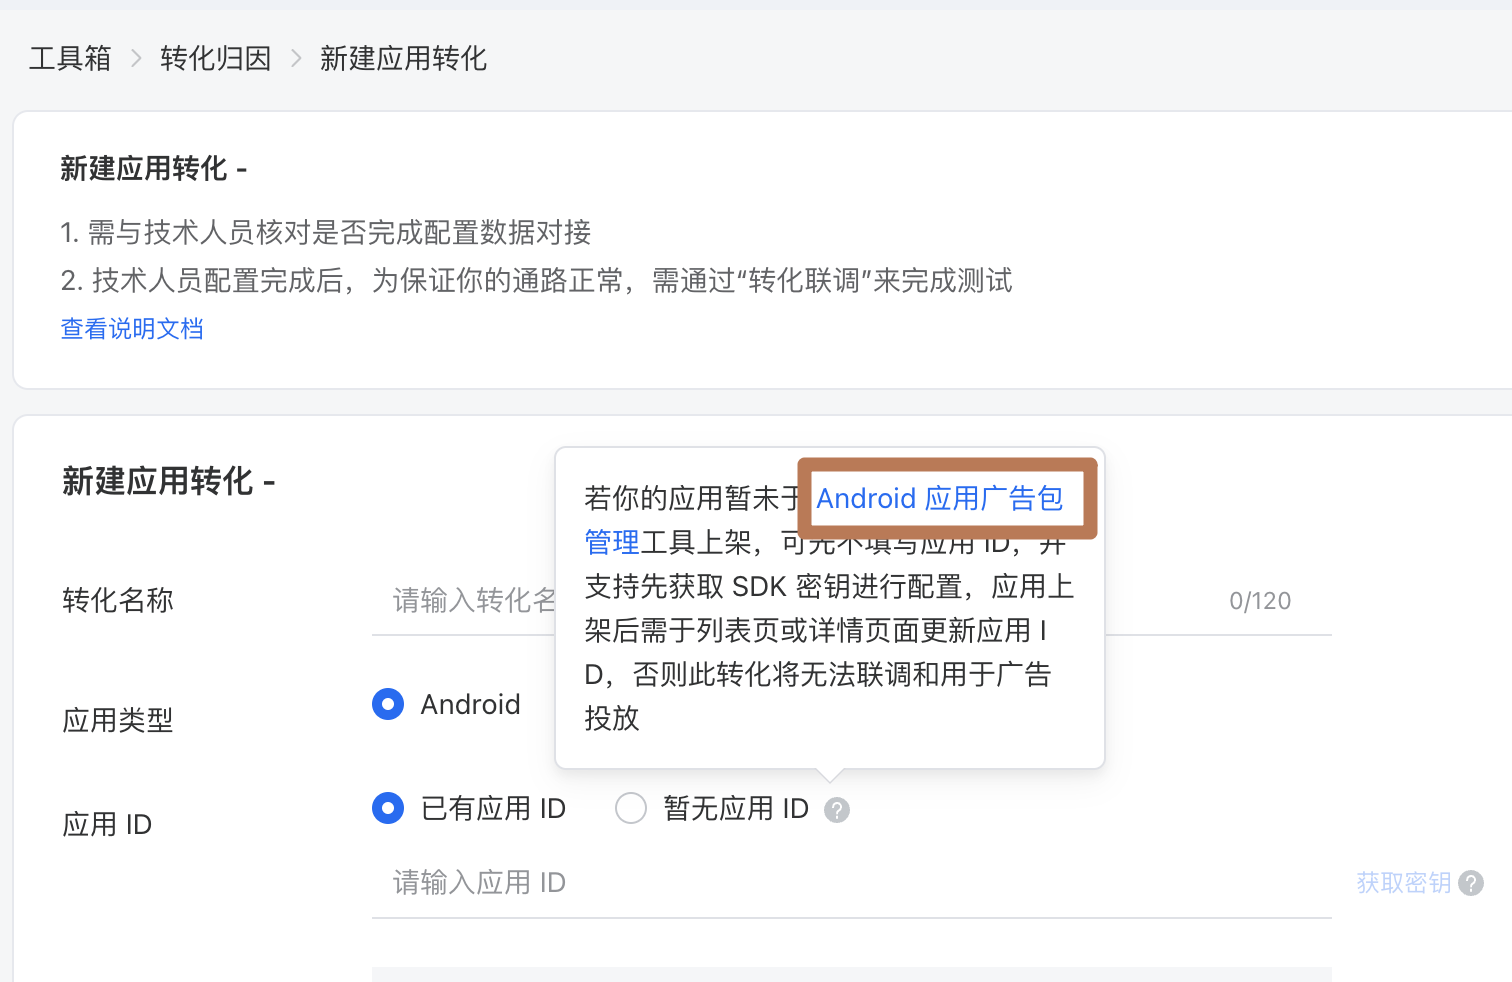 工具箱 > 转化归因 > 新建应用转化
新建应用转化 -
1. 需与技术人员核对是否完成配置数据对接
2. 技术人员配置完成后，为保证你的通路正常，需通过“转化联调”来完成测试
查看说明文档
新建应用转化 -
若你的应用暂未于 Android 应用广告包
管理工具上架，可先不填写应用 ID，并
支持先获取 SDK 密钥进行配置，应用上
架后需于列表页或详情页面更新应用 I
D，否则此转化将无法联调和用于广告
投放
转化名称
请输入转化名
0/120
应用类型
Android
应用 ID
已有应用 ID
暂无应用 ID
请输入应用 ID
获取密钥